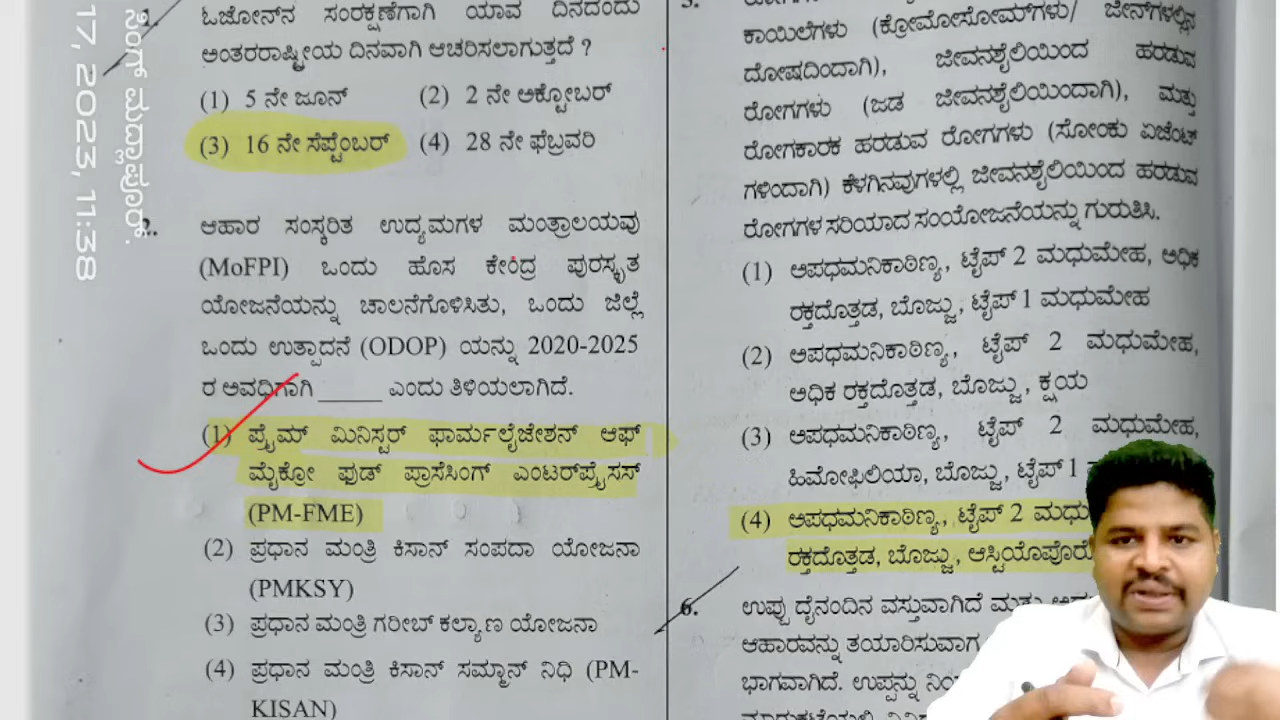 17, 2023, 11:38
1. ಓಜೋನ್‌ನ ಸಂರಕ್ಷಣೆಗಾಗಿ ಯಾವ ದಿನದಂದು
ಅಂತರರಾಷ್ಟ್ರೀಯ ದಿನವಾಗಿ ಆಚರಿಸಲಾಗುತ್ತದೆ ?
(1) 5 ನೇ ಜೂನ್ (2) 2 ನೇ ಅಕ್ಟೋಬರ್
(3) 16 ನೇ ಸೆಪ್ಟೆಂಬರ್ (4) 28 ನೇ ಫೆಬ್ರವರಿ
2. ಆಹಾರ ಸಂಸ್ಕರಿತ ಉದ್ಯಮಗಳ ಮಂತ್ರಾಲಯವು
(MoFPI) ಒಂದು ಹೊಸ ಕೇಂದ್ರ ಪುರಸ್ಕೃತ
ಯೋಜನೆಯನ್ನು ಚಾಲನೆಗೊಳಿಸಿತು, ಒಂದು ಜಿಲ್ಲೆ
ಒಂದು ಉತ್ಪಾದನೆ (ODOP) ಯನ್ನು 2020-2025
ರ ಅವಧಿಗಾಗಿ _____ ಎಂದು ತಿಳಿಯಲಾಗಿದೆ.
(1) ಪ್ರೈಮ್ ಮಿನಿಸ್ಟರ್ ಫಾರ್ಮಲೈಜೇಶನ್ ಆಫ್
ಮೈಕ್ರೋ ಫುಡ್ ಪ್ರಾಸೆಸಿಂಗ್ ಎಂಟರ್‌ಪ್ರೈಸಸ್
(PM-FME)
(2) ಪ್ರಧಾನ ಮಂತ್ರಿ ಕಿಸಾನ್ ಸಂಪದಾ ಯೋಜನಾ
(PMKSY)
(3) ಪ್ರಧಾನ ಮಂತ್ರಿ ಗರೀಬ್ ಕಲ್ಯಾಣ ಯೋಜನಾ
(4) ಪ್ರಧಾನ ಮಂತ್ರಿ ಕಿಸಾನ್ ಸಮ್ಮಾನ್ ನಿಧಿ (PM-
KISAN)
ಕಾಯಿಲೆಗಳು (ಕ್ರೋಮೋಸೋಮ್‌ಗಳು/ ಜೀನ್‌ಗಳಲ್ಲಿನ
ದೋಷದಿಂದಾಗಿ), ಜೀವನಶೈಲಿಯಿಂದ ಹರಡುವ
ರೋಗಗಳು (ಜಡ ಜೀವನಶೈಲಿಯಿಂದಾಗಿ), ಮತ್ತು
ರೋಗಕಾರಕ ಹರಡುವ ರೋಗಗಳು (ಸೋಂಕು ಏಜೆಂಟ್
ಗಳಿಂದಾಗಿ) ಕೆಳಗಿನವುಗಳಲ್ಲಿ ಜೀವನಶೈಲಿಯಿಂದ ಹರಡುವ
ರೋಗಗಳ ಸರಿಯಾದ ಸಂಯೋಜನೆಯನ್ನು ಗುರುತಿಸಿ.
(1) ಅಪಧಮನಿಕಾಠಿಣ್ಯ, ಟೈಪ್ 2 ಮಧುಮೇಹ, ಅಧಿಕ
ರಕ್ತದೊತ್ತಡ, ಬೊಜ್ಜು, ಟೈಪ್ 1 ಮಧುಮೇಹ
(2) ಅಪಧಮನಿಕಾಠಿಣ್ಯ, ಟೈಪ್ 2 ಮಧುಮೇಹ,
ಅಧಿಕ ರಕ್ತದೊತ್ತಡ, ಬೊಜ್ಜು, ಕ್ಷಯ
(3) ಅಪಧಮನಿಕಾಠಿಣ್ಯ, ಟೈಪ್ 2 ಮಧುಮೇಹ,
ಹಿಮೋಫಿಲಿಯಾ, ಬೊಜ್ಜು, ಟೈಪ್ 1
(4) ಅಪಧಮನಿಕಾಠಿಣ್ಯ, ಟೈಪ್ 2
ರಕ್ತದೊತ್ತಡ, ಬೊಜ್ಜು,
6. ಉಪ್ಪು ದೈನಂದಿನ ವಸ್ತುವಾಗಿದೆ ಮತ್ತು
ಆಹಾರವನ್ನು ತಯಾರಿಸುವಾಗ
ಭಾಗವಾಗಿದೆ. ಉಪ್ಪನ್ನು